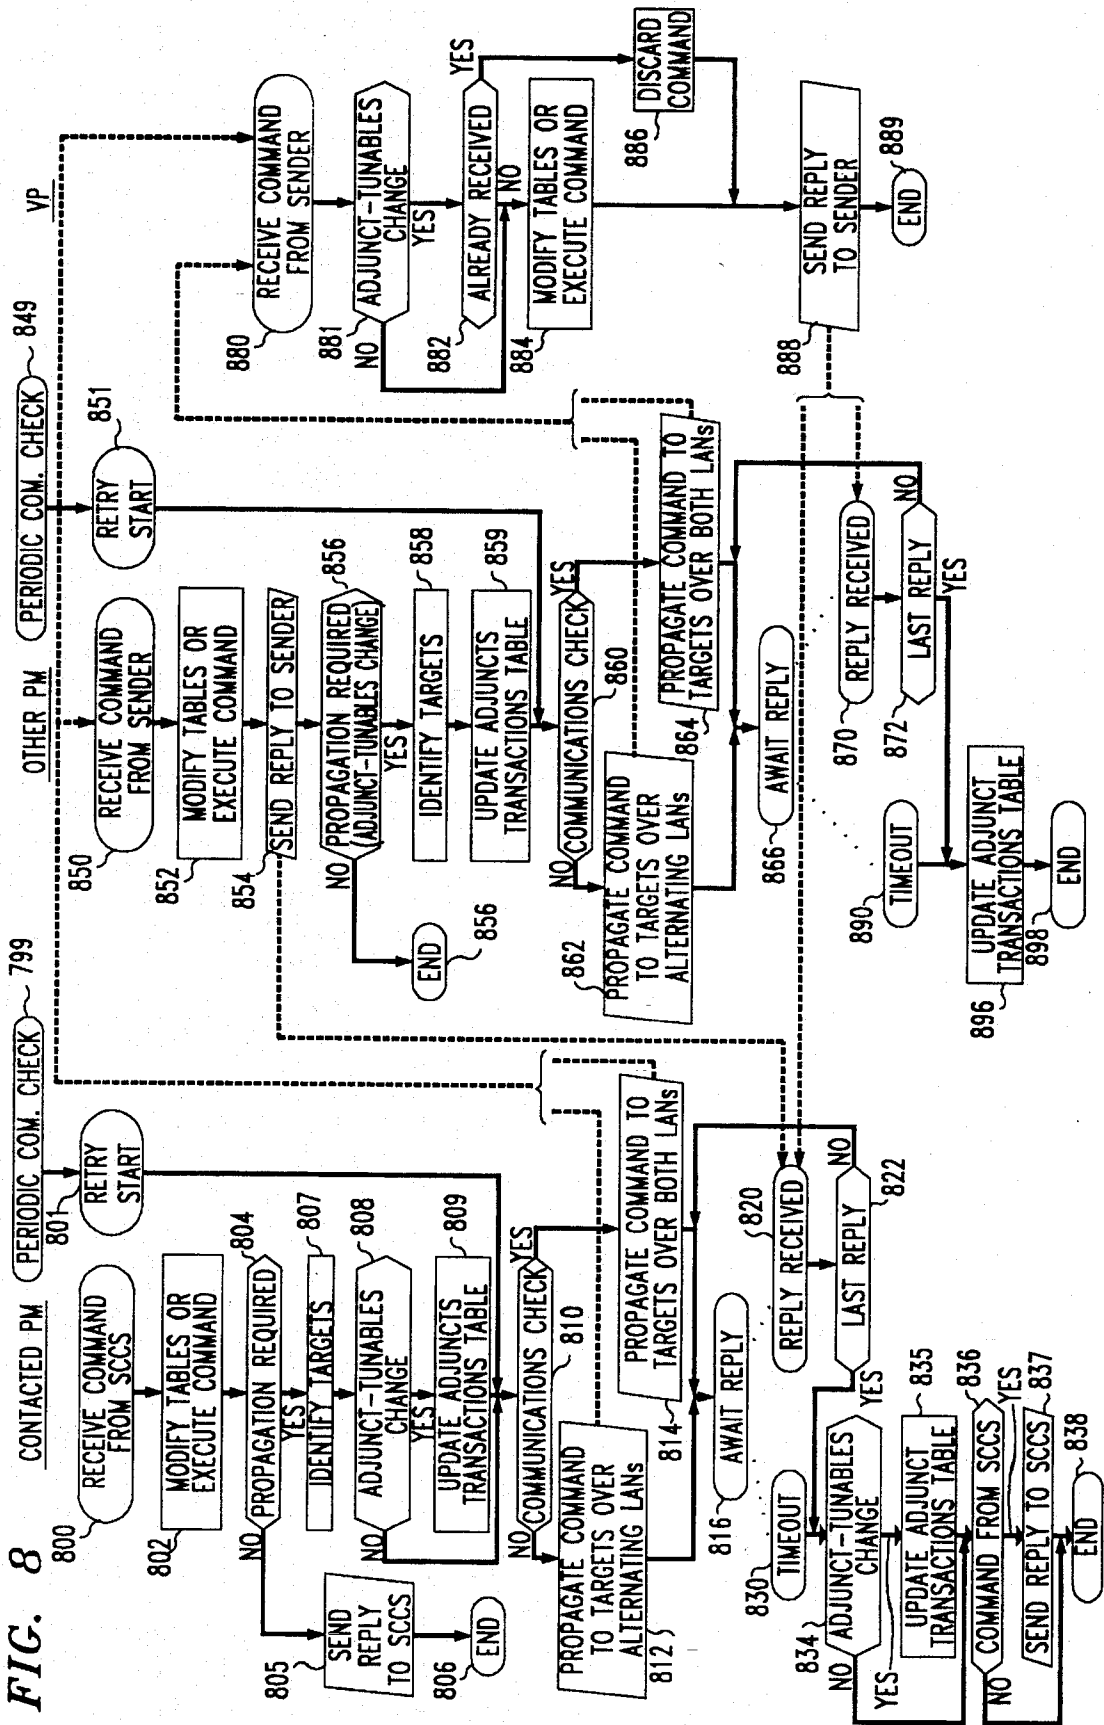 FIG. 8
CONTACTED PM
PERIODIC COM. CHECK
799
801
RETRY
START
800
RECEIVE COMMAND
FROM SCCS
802
MODIFY TABLES OR
EXECUTE COMMAND
804
PROPAGATION REQUIRED
NO
YES
805
SEND
REPLY
TO SCCS
806
END
807
IDENTIFY TARGETS
808
ADJUNCT-TUNABLES
CHANGE
NO
YES
809
UPDATE ADJUNCTS
TRANSACTIONS TABLE
COMMUNICATIONS CHECK
810
NO
YES
PROPAGATE COMMAND
TO TARGETS OVER
ALTERNATING LANs
812
PROPAGATE COMMAND TO
TARGETS OVER BOTH LANs
814
AWAIT REPLY
816
820
REPLY RECEIVED
LAST REPLY
822
NO
YES
830
TIMEOUT
834
ADJUNCT-TUNABLES
CHANGE
NO
YES
835
UPDATE ADJUNCT
TRANSACTIONS TABLE
836
COMMAND FROM SCCS
NO
YES
837
SEND REPLY TO SCCS
838
END
OTHER PM
PERIODIC COM. CHECK
849
851
RETRY
START
850
RECEIVE COMMAND
FROM SENDER
852
MODIFY TABLES OR
EXECUTE COMMAND
854
SEND REPLY TO SENDER
856
PROPAGATION REQUIRED
(ADJUNCT-TUNABLES CHANGE)
NO
YES
END
856
858
IDENTIFY TARGETS
859
UPDATE ADJUNCTS
TRANSACTIONS TABLE
COMMUNICATIONS CHECK
860
NO
YES
862
PROPAGATE COMMAND
TO TARGETS OVER
ALTERNATING LANs
PROPAGATE COMMAND TO
TARGETS OVER BOTH LANs
864
AWAIT REPLY
866
REPLY RECEIVED
870
LAST REPLY
872
NO
YES
890
TIMEOUT
UPDATE ADJUNCT
TRANSACTIONS TABLE
896
898
END
VP
RECEIVE COMMAND
FROM SENDER
880
ADJUNCT-TUNABLES
CHANGE
881
NO
YES
ALREADY RECEIVED
882
YES
NO
MODIFY TABLES OR
EXECUTE COMMAND
884
DISCARD
COMMAND
886
SEND REPLY
TO SENDER
888
END
889